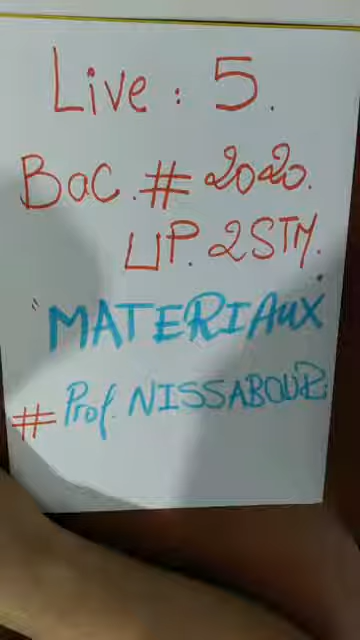 Live : 5.
Bac. # 2020.
UP. 2STM.
MATERIAUX
# Prof. NISSABOUR.